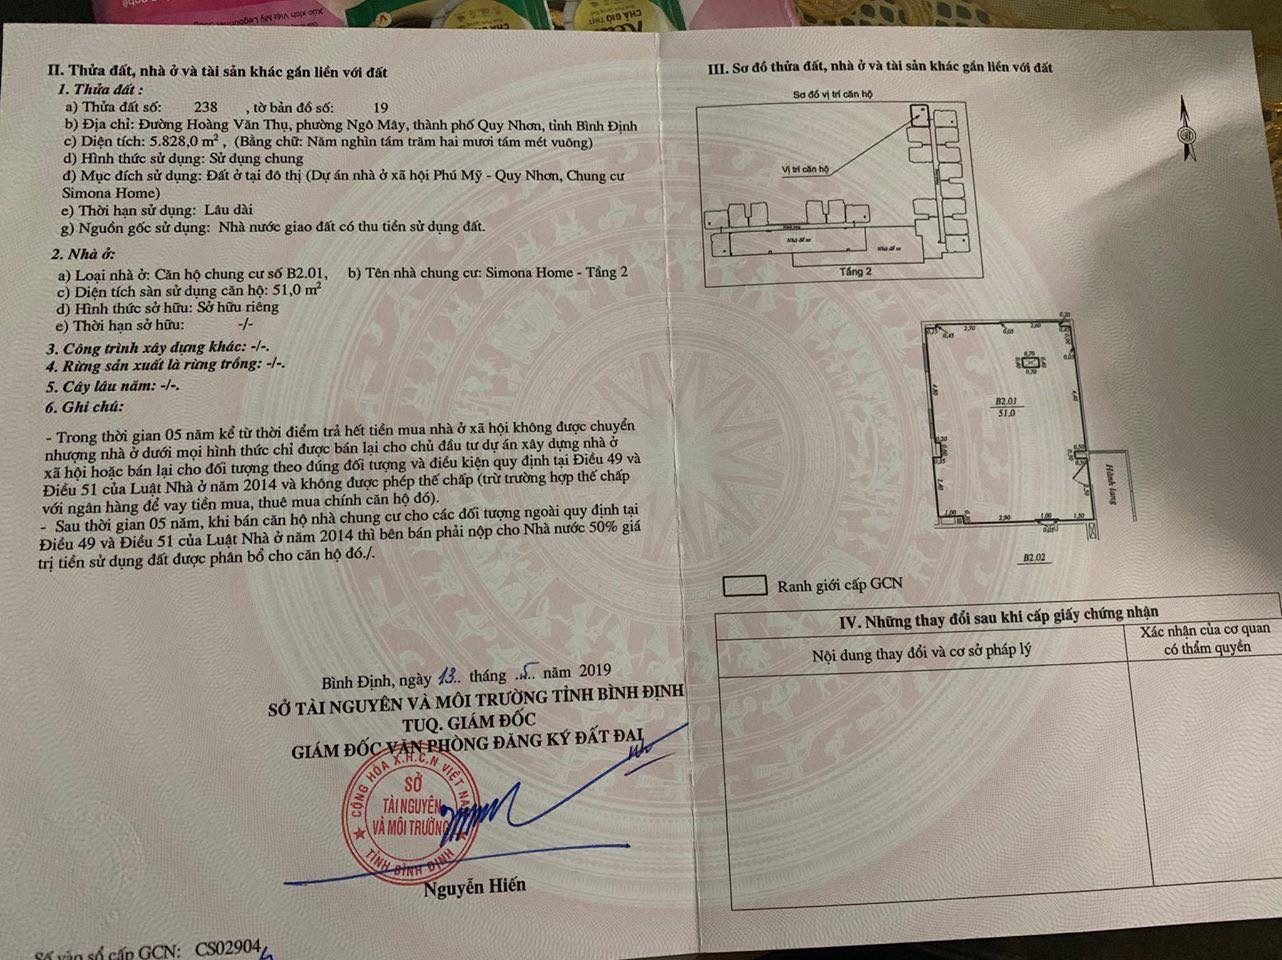 II. Thửa đất, nhà ở và tài sản khác gắn liền với đất
1. Thửa đất :
a) Thửa đất số: 238 , tờ bản đồ số: 19
b) Địa chỉ: Đường Hoàng Văn Thụ, phường Ngô Mây, thành phố Quy Nhơn, tỉnh Bình Định
c) Diện tích: 5.828,0 m² , (Bằng chữ: Năm nghìn tám trăm hai mươi tám mét vuông)
d) Hình thức sử dụng: Sử dụng chung
đ) Mục đích sử dụng: Đất ở tại đô thị (Dự án nhà ở xã hội Phú Mỹ - Quy Nhơn, Chung cư
Simona Home)
e) Thời hạn sử dụng: Lâu dài
g) Nguồn gốc sử dụng: Nhà nước giao đất có thu tiền sử dụng đất.
2. Nhà ở:
a) Loại nhà ở: Căn hộ chung cư số B2.01, b) Tên nhà chung cư: Simona Home - Tầng 2
c) Diện tích sàn sử dụng căn hộ: 51,0 m²
d) Hình thức sở hữu: Sở hữu riêng
e) Thời hạn sở hữu: -/-
3. Công trình xây dựng khác: -/-.
4. Rừng sản xuất là rừng trồng: -/-.
5. Cây lâu năm: -/-.
6. Ghi chú:
- Trong thời gian 05 năm kể từ thời điểm trả hết tiền mua nhà ở xã hội không được chuyển
nhượng nhà ở dưới mọi hình thức chỉ được bán lại cho chủ đầu tư dự án xây dựng nhà ở
xã hội hoặc bán lại cho đối tượng theo đúng đối tượng và điều kiện quy định tại Điều 49 và
Điều 51 của Luật Nhà ở năm 2014 và không được phép thế chấp (trừ trường hợp thế chấp
với ngân hàng để vay tiền mua, thuê mua chính căn hộ đó).
- Sau thời gian 05 năm, khi bán căn hộ nhà chung cư cho các đối tượng ngoài quy định tại
Điều 49 và Điều 51 của Luật Nhà ở năm 2014 thì bên bán phải nộp cho Nhà nước 50% giá
trị tiền sử dụng đất được phân bổ cho căn hộ đó./.
Bình Định, ngày 13.. tháng .5. năm 2019
SỞ TÀI NGUYÊN VÀ MÔI TRƯỜNG TỈNH BÌNH ĐỊNH
TUQ. GIÁM ĐỐC
GIÁM ĐỐC VĂN PHÒNG ĐĂNG KÝ ĐẤT ĐAI
CỘNG HÒA X.H.C.N VIỆT NAM
SỞ
TÀI NGUYÊN
VÀ MÔI TRƯỜNG
TỈNH BÌNH ĐỊNH
Nguyễn Hiến
Số vào sổ cấp GCN: CS02904
III. Sơ đồ thửa đất, nhà ở và tài sản khác gắn liền với đất
Sơ đồ vị trí căn hộ
Vị trí căn hộ
Nhà để xe
Nhà để xe
Tầng 2
B2.01
51,0
Hành lang
B2.02
Ranh giới cấp GCN
IV. Những thay đổi sau khi cấp giấy chứng nhận
Nội dung thay đổi và cơ sở pháp lý
Xác nhận của cơ quan
có thẩm quyền